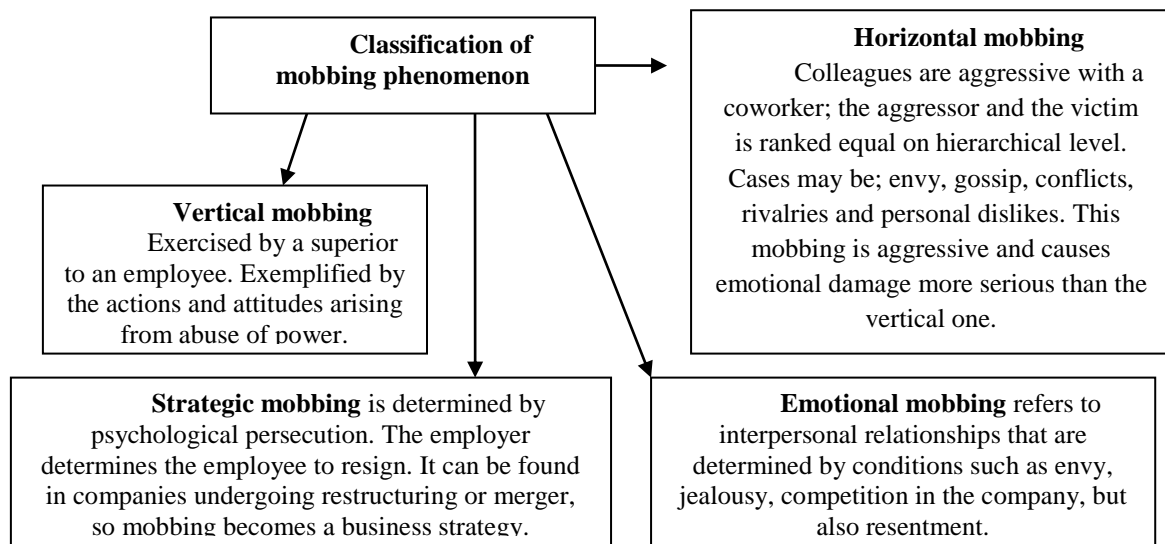 Classification of
mobbing phenomenon
Horizontal mobbing
Colleagues are aggressive with a
coworker; the aggressor and the victim
is ranked equal on hierarchical level.
Cases may be; envy, gossip, conflicts,
rivalries and personal dislikes. This
mobbing is aggressive and causes
emotional damage more serious than the
vertical one.
Vertical mobbing
Exercised by a superior
to an employee. Exemplified by
the actions and attitudes arising
from abuse of power.
Strategic mobbing is determined by
psychological persecution. The employer
determines the employee to resign. It can be found
in companies undergoing restructuring or merger,
so mobbing becomes a business strategy.
Emotional mobbing refers to
interpersonal relationships that are
determined by conditions such as envy,
jealousy, competition in the company, but
also resentment.